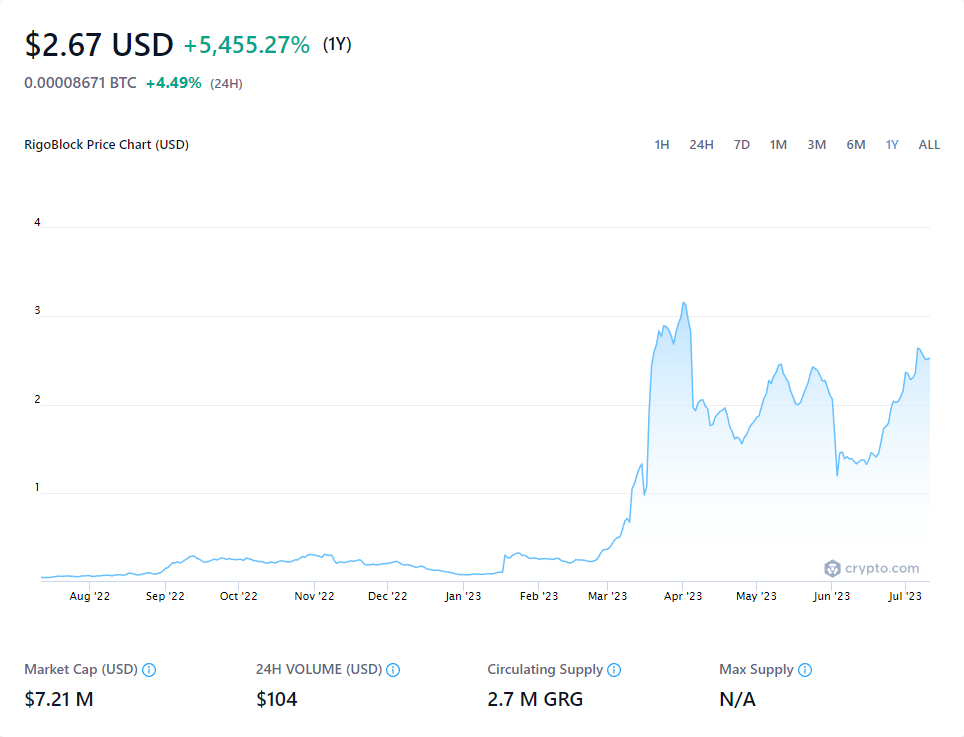 $2.67 USD +5,455.27% (1Y)
0.00008671 BTC +4.49% (24H)
RigoBlock Price Chart (USD) 1H 24H 7D 1M 3M 6M 1Y ALL
4
3
2
1
crypto.com
Aug '22 Sep '22 Oct '22 Nov '22 Dec '22 Jan '23 Feb '23 Mar '23 Apr '23 May '23 Jun '23 Jul '23
Market Cap (USD) 24H VOLUME (USD) Circulating Supply Max Supply
$7.21 M $104 2.7 M GRG N/A